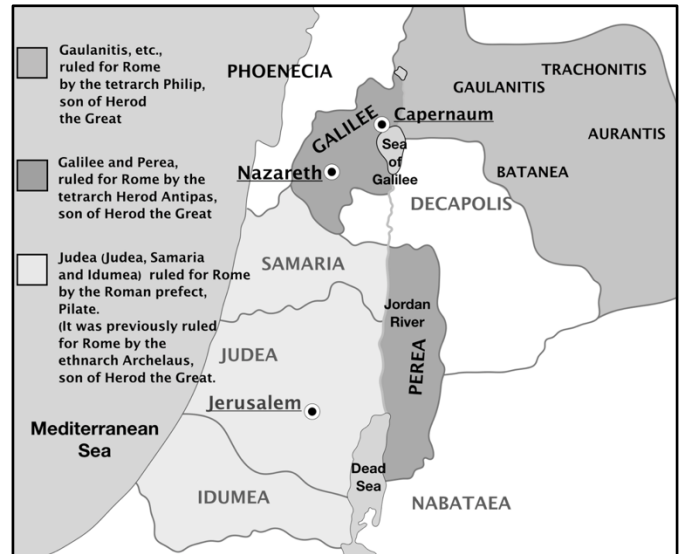 Gaulanitis, etc.,
ruled for Rome
by the tetrarch Philip,
son of Herod
the Great
Galilee and Perea,
ruled for Rome by the
tetrarch Herod Antipas,
son of Herod the Great
Judea (Judea, Samaria
and Idumea) ruled for Rome
by the Roman prefect,
Pilate.
(It was previously ruled
for Rome by the
ethnarch Archelaus,
son of Herod the Great.
PHOENECIA
TRACHONITIS
GAULANITIS
Capernaum
GALILEE
AURANTIS
Sea
of
Galilee
Nazareth
BATANEA
DECAPOLIS
SAMARIA
Jordan
River
JUDEA
PEREA
Jerusalem
Mediterranean
Sea
Dead
Sea
IDUMEA
NABATAEA